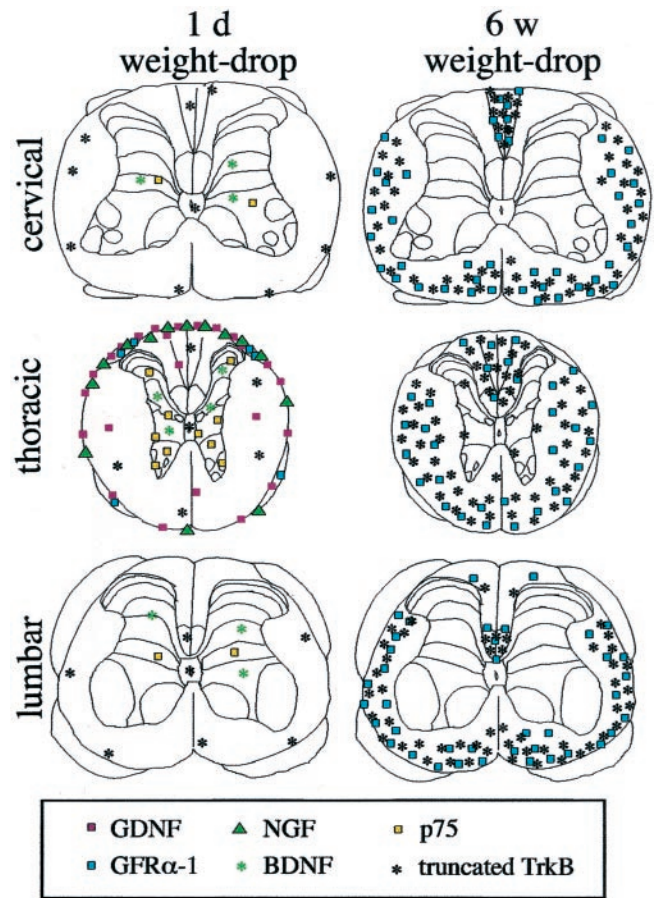 1 d
weight-drop
6 w
weight-drop
cervical
thoracic
lumbar
GDNF
NGF
p75
GFRα-1
BDNF
truncated TrkB